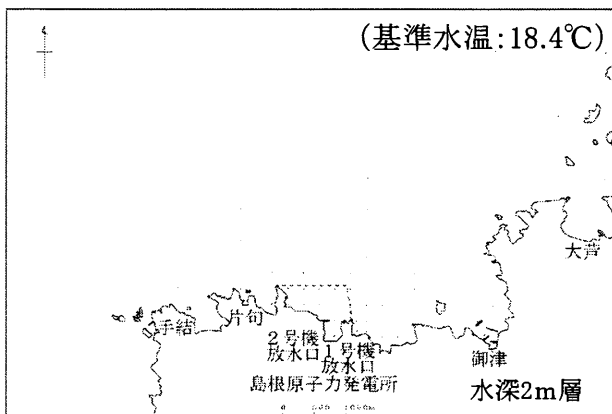 (基準水温:18.4℃)
大芦
手結
片句
2号機
放水口
1号機
放水口
御津
島根原子力発電所
水深2m層